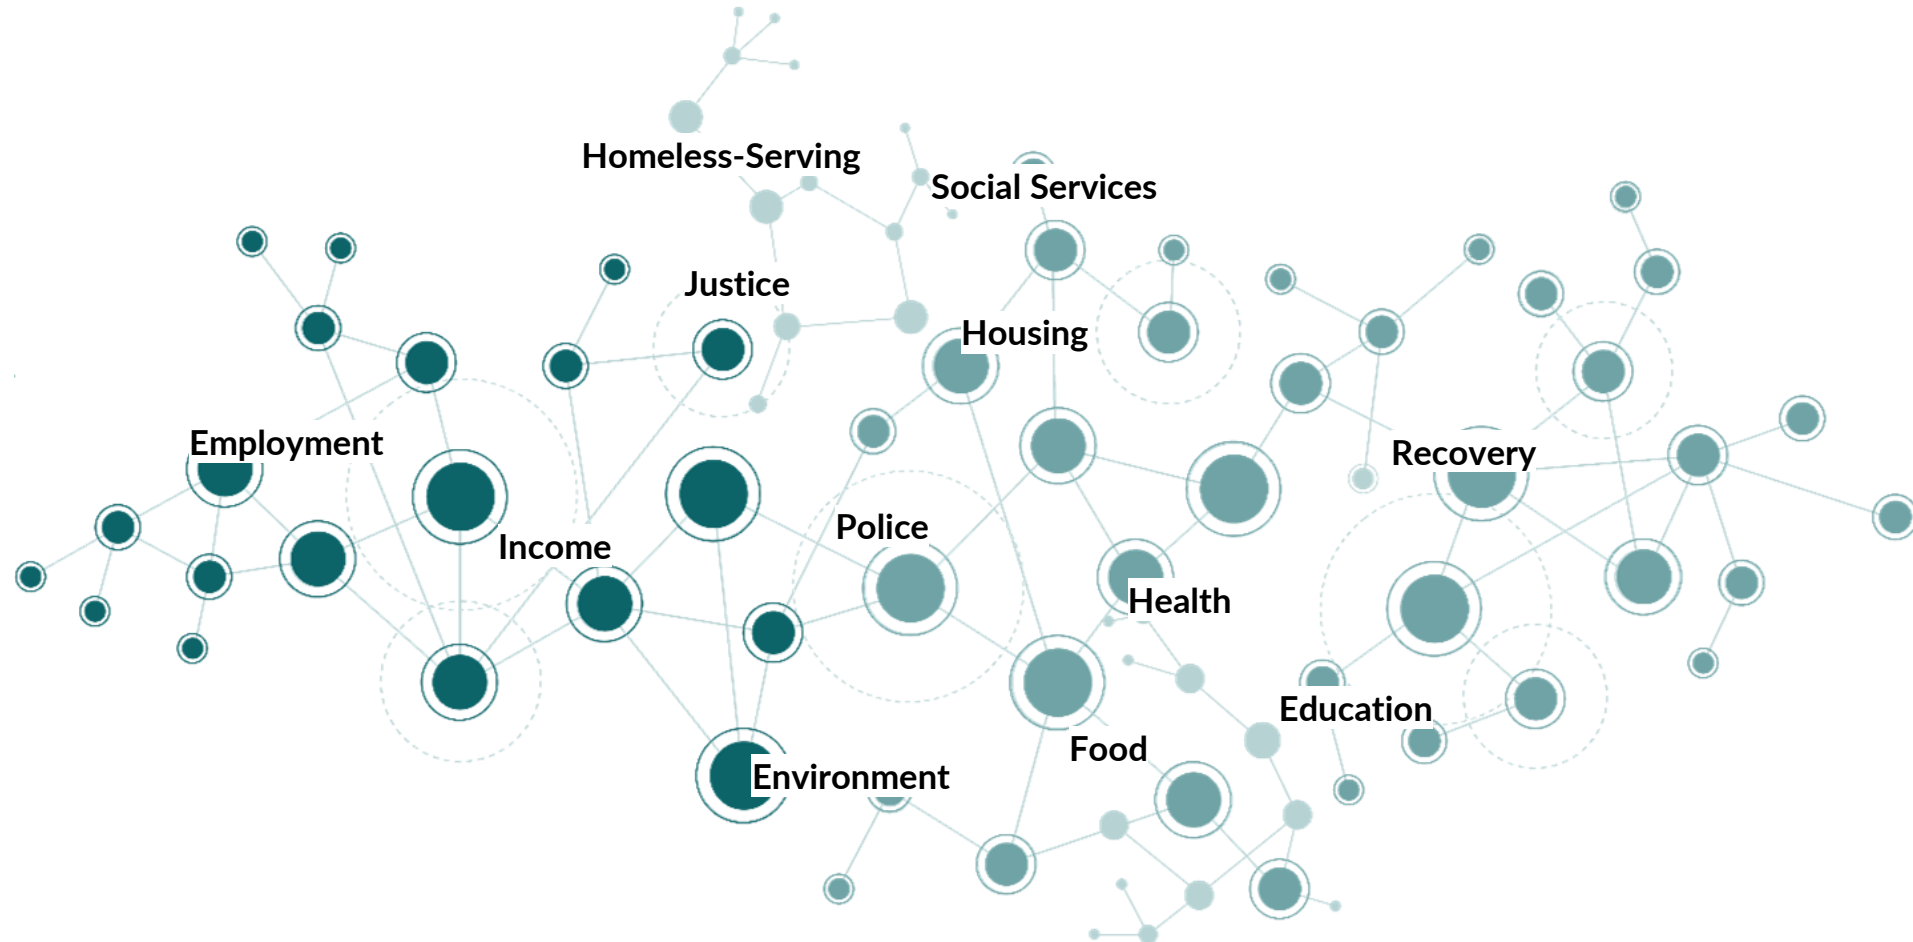 Homeless-Serving
Social Services
Justice
Housing
Employment
Recovery
Police
Income
Health
Education
Food
Environment